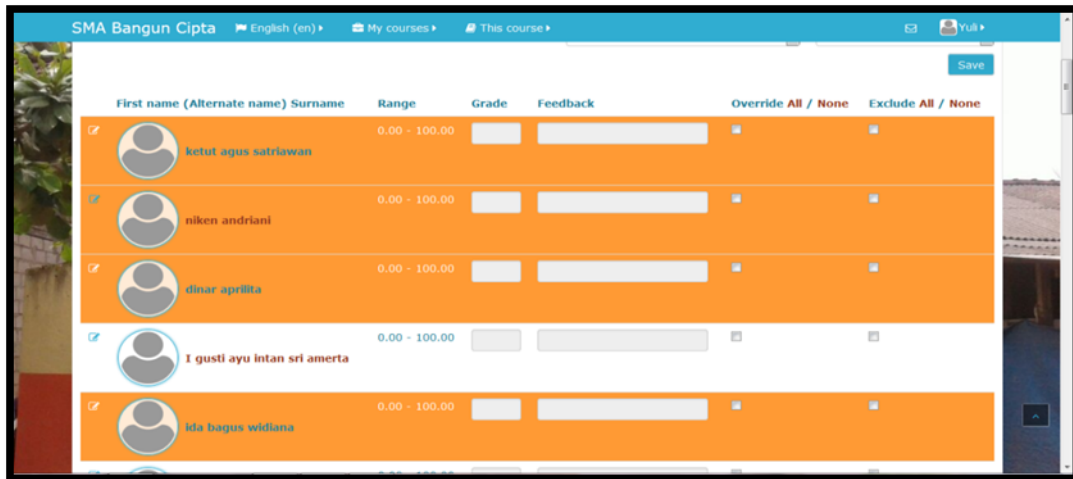 SMA Bangun Cipta English (en) My courses This course Yuli
Save
First name (Alternate name) Surname Range Grade Feedback Override All / None Exclude All / None
0.00 - 100.00
ketut agus satriawan
0.00 - 100.00
niken andriani
0.00 - 100.00
dinar aprilita
0.00 - 100.00
I gusti ayu intan sri amerta
0.00 - 100.00
ida bagus widiana